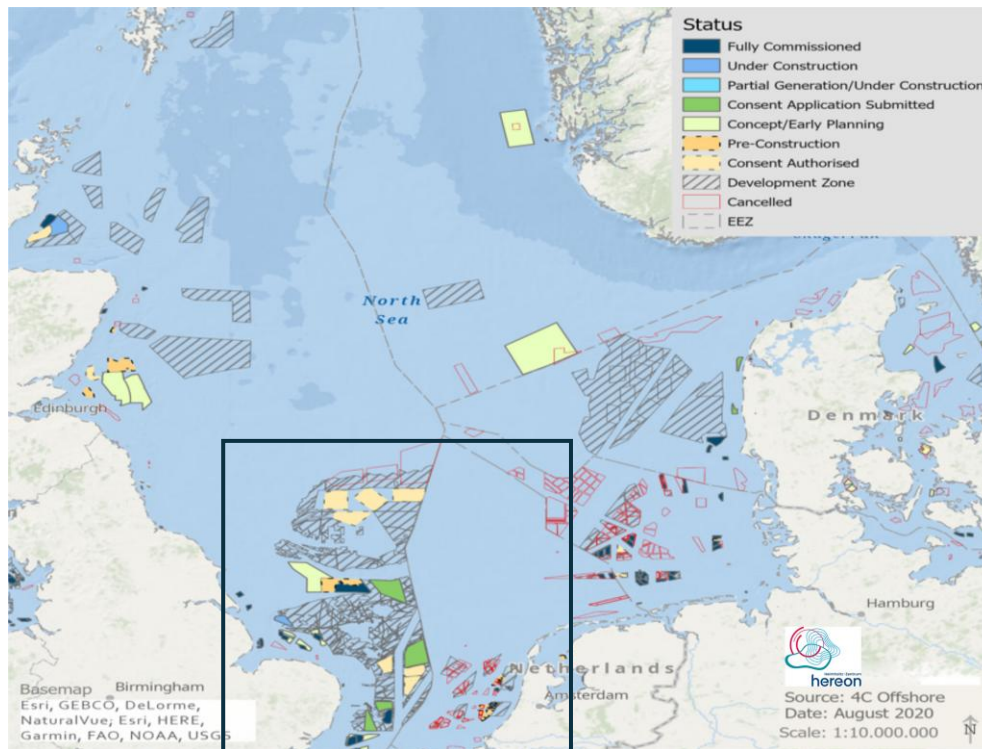 Status
Fully Commissioned
Under Construction
Partial Generation/Under Construction
Consent Application Submitted
Concept/Early Planning
Pre-Construction
Consent Authorised
Development Zone
Cancelled
EEZ
North
Sea
Edinburgh
Denmark
Hamburg
Netherlands
Amsterdam
Basemap Birmingham
Esri, GEBCO, DeLorme,
NaturalVue; Esri, HERE,
Garmin, FAO, NOAA, USGS
hereon
Source: 4C Offshore
Date: August 2020
Scale: 1:10.000.000
N